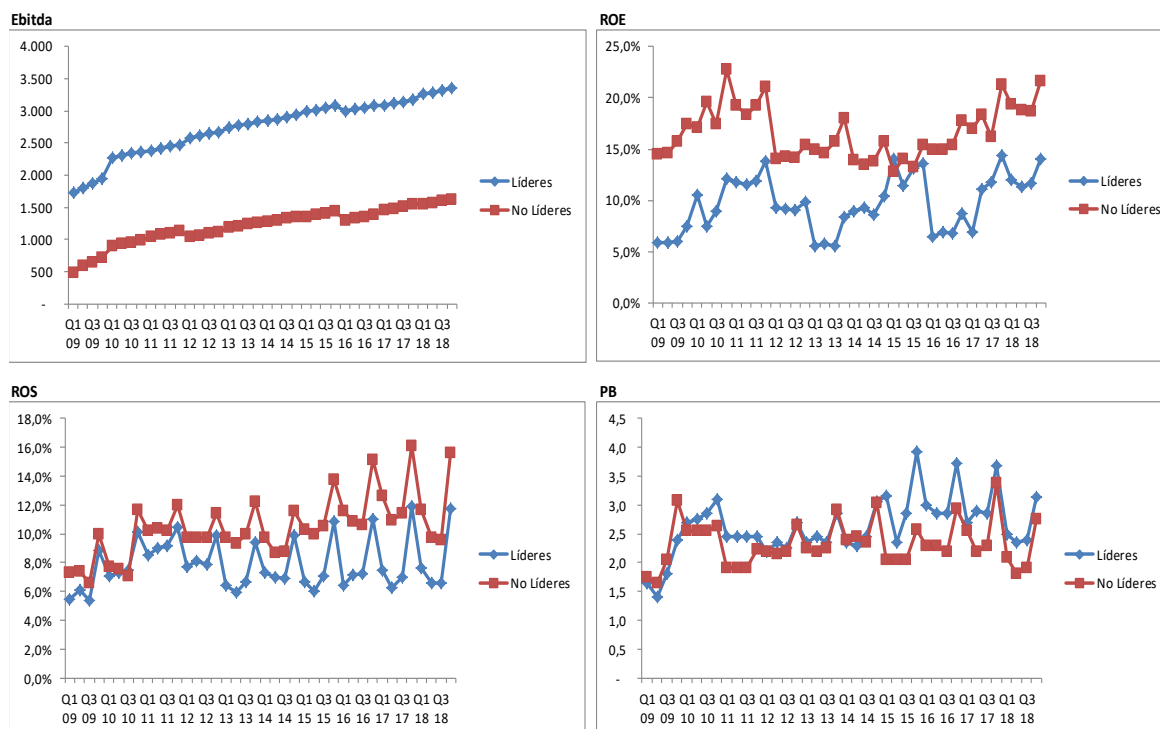 Ebitda
4.000
3.500
3.000
2.500
2.000
1.500
1.000
500
-
Q1 Q3 Q1 Q3 Q1 Q3 Q1 Q3 Q1 Q3 Q1 Q3 Q1 Q3 Q1 Q3 Q1 Q3 Q1 Q3
09 09 10 10 11 11 12 12 13 13 14 14 15 15 16 16 17 17 18 18
Líderes
No Líderes
ROE
25,0%
20,0%
15,0%
10,0%
5,0%
0,0%
Q1 Q3 Q1 Q3 Q1 Q3 Q1 Q3 Q1 Q3 Q1 Q3 Q1 Q3 Q1 Q3 Q1 Q3 Q1 Q3
09 09 10 10 11 11 12 12 13 13 14 14 15 15 16 16 17 17 18 18
Líderes
No Líderes
ROS
18,0%
16,0%
14,0%
12,0%
10,0%
8,0%
6,0%
4,0%
2,0%
0,0%
Q1 Q3 Q1 Q3 Q1 Q3 Q1 Q3 Q1 Q3 Q1 Q3 Q1 Q3 Q1 Q3 Q1 Q3 Q1 Q3
09 09 10 10 11 11 12 12 13 13 14 14 15 15 16 16 17 17 18 18
Líderes
No Líderes
PB
4,5
4,0
3,5
3,0
2,5
2,0
1,5
1,0
,5
-
Q1 Q3 Q1 Q3 Q1 Q3 Q1 Q3 Q1 Q3 Q1 Q3 Q1 Q3 Q1 Q3 Q1 Q3 Q1 Q3
09 09 10 10 11 11 12 12 13 13 14 14 15 15 16 16 17 17 18 18
Líderes
No Líderes